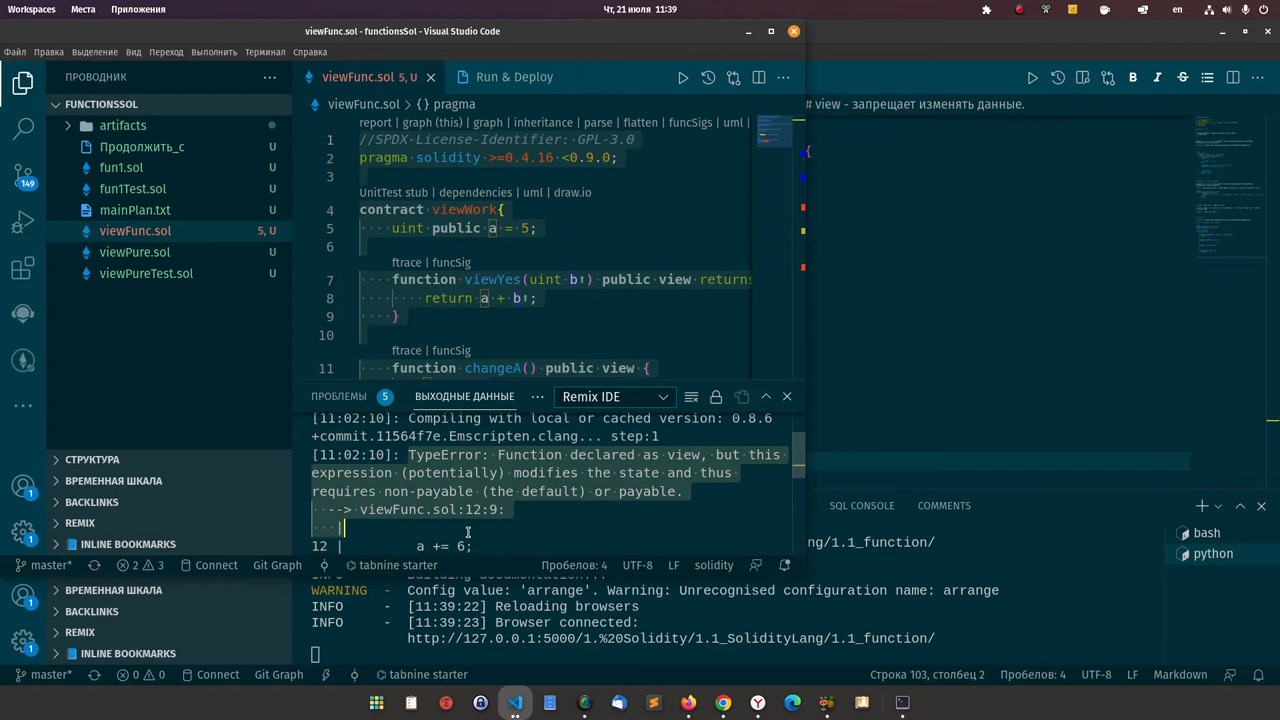 Workspaces Места Приложения
Чт, 21 июля 11:39
en
viewFunc.sol - functionsSol - Visual Studio Code
Файл Правка Выделение Вид Переход Выполнить Терминал Справка
ПРОВОДНИК
viewFunc.sol 5, U
Run & Deploy
FUNCTIONSSOL
viewFunc.sol > {} pragma
# view - запрещает изменять данные.
artifacts
report | graph (this) | graph | inheritance | parse | flatten | funcSigs | uml |
Продолжить_с U
1 //SPDX-License-Identifier: GPL-3.0
{
fun1.sol U
2 pragma solidity >=0.4.16 <0.9.0;
149
3
fun1Test.sol U
UnitTest stub | dependencies | uml | draw.io
mainPlan.txt U
4 contract viewWork{
viewFunc.sol 5, U
5 uint public a = 5;
viewPure.sol U
6
ftrace | funcSig
viewPureTest.sol U
7 function viewYes(uint b↑) public view returns
8 return a + b↑;
9 }
10
ftrace | funcSig
11 function changeA() public view {
ПРОБЛЕМЫ 5 ВЫХОДНЫЕ ДАННЫЕ Remix IDE
[11:02:10]: Compiling with local or cached version: 0.8.6
+commit.11564f7e.Emscripten.clang... step:1
[11:02:10]: TypeError: Function declared as view, but this
expression (potentially) modifies the state and thus
requires non-payable (the default) or payable.
--> viewFunc.sol:12:9:
|
12 | a += 6;
СТРУКТУРА
ВРЕМЕННАЯ ШКАЛА
BACKLINKS
REMIX
INLINE BOOKMARKS
1
1
SQL CONSOLE COMMENTS
ng/1.1_function/
bash
python
master* 2 3 Connect Git Graph tabnine starter Пробелов: 4 UTF-8 LF solidity
INFO - Building documentation...
WARNING - Config value: 'arrange'. Warning: Unrecognised configuration name: arrange
INFO - [11:39:22] Reloading browsers
INFO - [11:39:23] Browser connected:
http://127.0.0.1:5000/1.%20Solidity/1.1_SolidityLang/1.1_function/
ВРЕМЕННАЯ ШКАЛА
BACKLINKS
REMIX
INLINE BOOKMARKS
1
1
master* 0 0 Connect Git Graph tabnine starter Строка 103, столбец 2 Пробелов: 4 UTF-8 LF Markdown